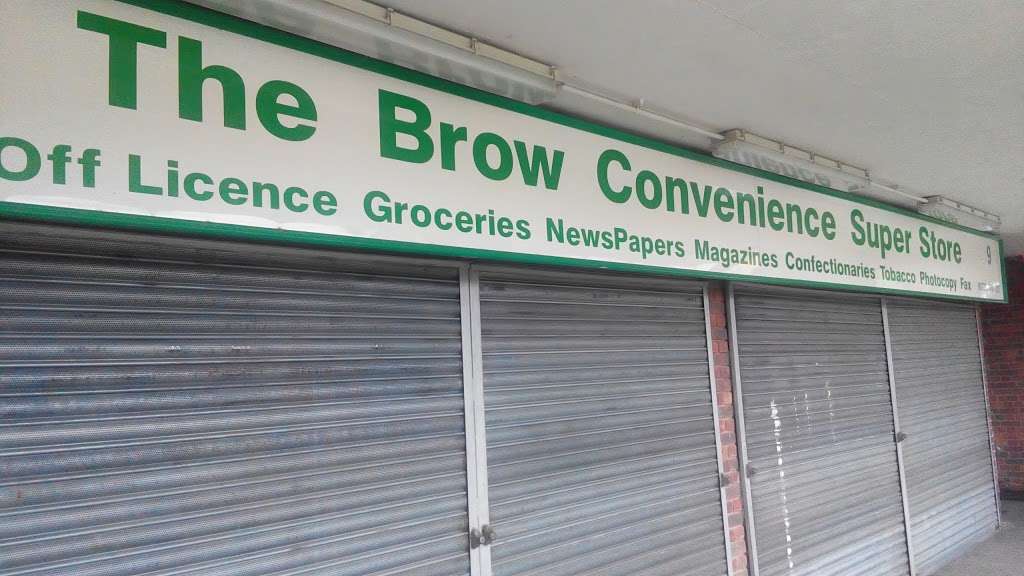 The Brow Convenience Super Store 9
Off Licence Groceries NewsPapers Magazines Confectionaries Tobacco Photocopy Fax